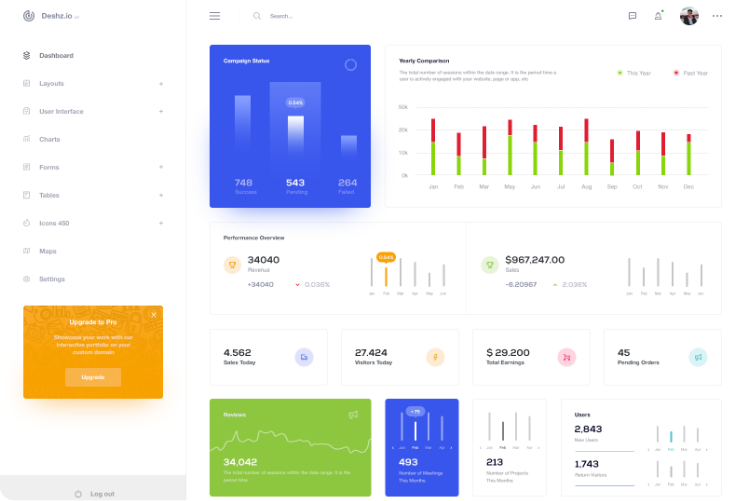 Deshz.io
Search...
Dashboard
Layouts +
User Interface +
Charts
Forms +
Tables +
Icons 450 +
Maps
Settings
Upgrade to Pro
Showcase your work with our
interactive portfolio on your
custom domain
Upgrade
Log out
Campaign Status
0.54%
748 543 264
Success Pending Failed
Yearly Comparison
The total number of sessions within the date range. It is the period time a
user is actively engaged with your website, page or app, etc
This Year Past Year
20k
10k
0k
Jan Feb Mar May Jun Jul Aug Sep Oct Nov Des
Performance Overview
34040
Revenue
+34040 0.036%
0.54%
Jan Feb Mar Apr May Jun
$967,247.00
Sales
-6.20967 2.036%
Jan Feb Mar Apr May Jun
4.562
Sales Today
27.424
Visitors Today
$ 29.200
Total Earnings
45
Pending Orders
Reviews
34,042
The total number of sessions within the date range. It is the
period time
+75
Jan Feb Mar Apr
493
Number of Meetings
This Months
Jan Feb Mar Apr
213
Number of Projects
This Months
Users
2,843
New Users
Jan Feb Mar Apr
1,743
Return Visitors
Jan Feb Mar Apr